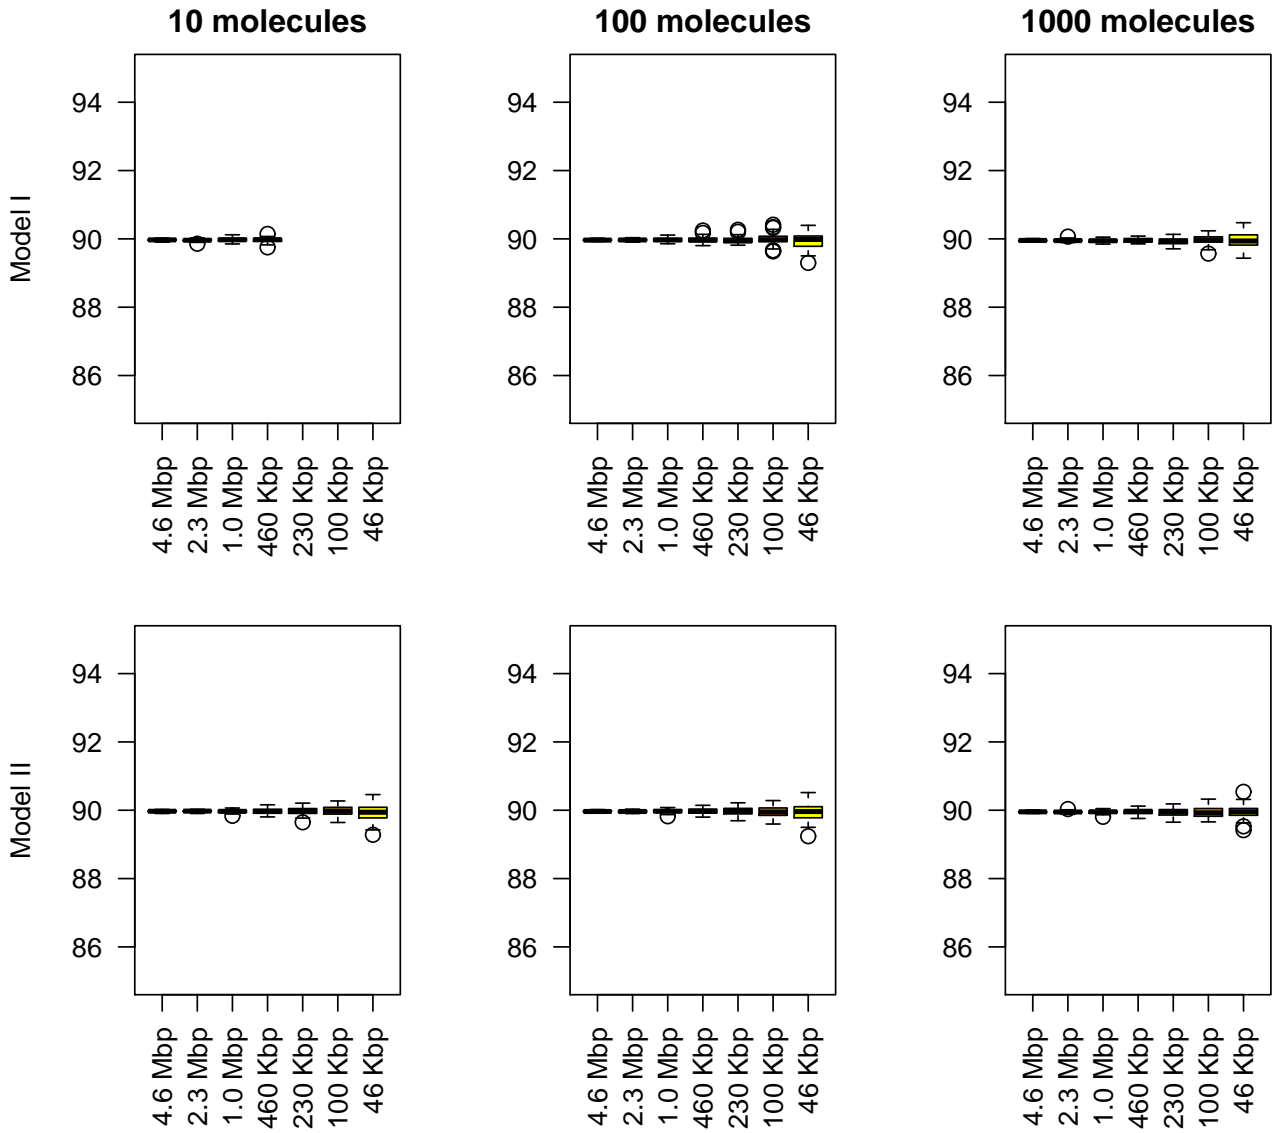 10 molecules 100 molecules 1000 molecules
Model I
94 94 94
92 92 92
90 90 90
88 88 88
86 86 86
4.6 Mbp 2.3 Mbp 1.0 Mbp 460 Kbp 230 Kbp 100 Kbp 46 Kbp
4.6 Mbp 2.3 Mbp 1.0 Mbp 460 Kbp 230 Kbp 100 Kbp 46 Kbp
4.6 Mbp 2.3 Mbp 1.0 Mbp 460 Kbp 230 Kbp 100 Kbp 46 Kbp
Model II
94 94 94
92 92 92
90 90 90
88 88 88
86 86 86
4.6 Mbp 2.3 Mbp 1.0 Mbp 460 Kbp 230 Kbp 100 Kbp 46 Kbp
4.6 Mbp 2.3 Mbp 1.0 Mbp 460 Kbp 230 Kbp 100 Kbp 46 Kbp
4.6 Mbp 2.3 Mbp 1.0 Mbp 460 Kbp 230 Kbp 100 Kbp 46 Kbp